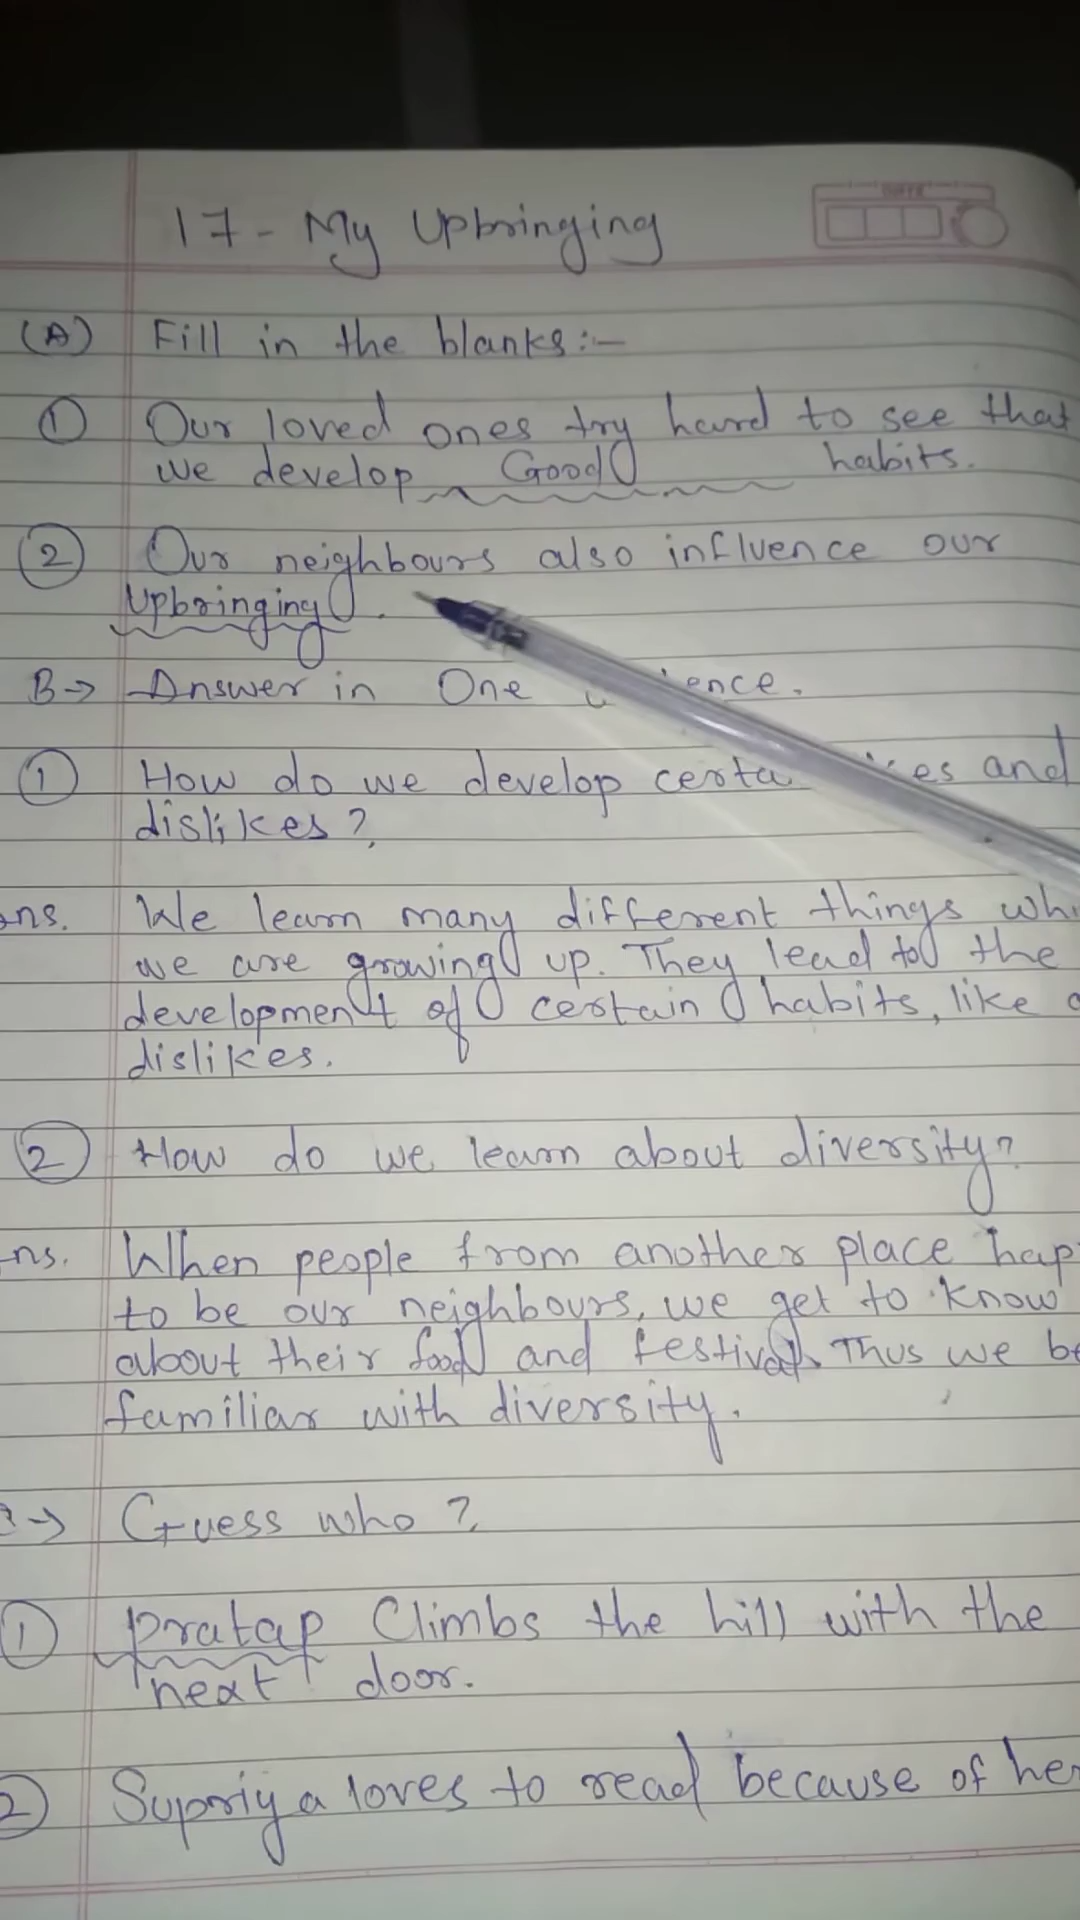 17 - My Upbringing
DATE
(A) Fill in the blanks :-
① Our loved ones try hard to see that
we develop Good habits.
② Our neighbours also influence our
Upbringing.
B→ Answer in One
① How do we develop and
dislikes?
We learn many different things
we are growing up. They lead to the
development of certain habits, like
dislikes.
② How do we learn about diversity?
When people from another place
to be our neighbours, we get to know
about their food and festival. Thus we
familiar with diversity.
Guess who?
① Pratap Climbs the hill with the
next door.
② Supriya loves to read because of